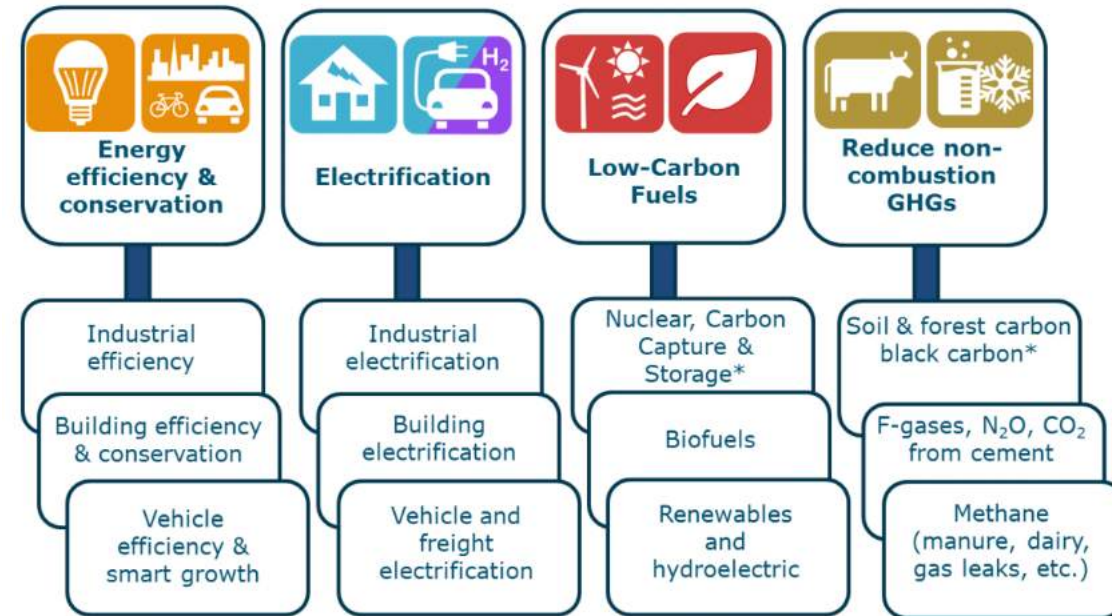 H₂
Energy
efficiency &
conservation
Electrification
Low-Carbon
Fuels
Reduce non-
combustion
GHGs
Industrial
efficiency
Building efficiency
& conservation
Vehicle
efficiency &
smart growth
Industrial
electrification
Building
electrification
Vehicle and
freight
electrification
Nuclear, Carbon
Capture &
Storage*
Biofuels
Renewables
and
hydroelectric
Soil & forest carbon
black carbon*
F-gases, N₂O, CO₂
from cement
Methane
(manure, dairy,
gas leaks, etc.)